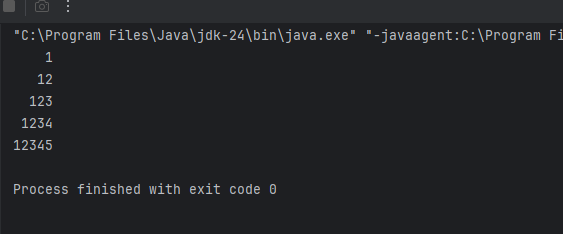 "C:\Program Files\Java\jdk-24\bin\java.exe" "-javaagent:C:\Program Fi
    1
   12
  123
 1234
12345

Process finished with exit code 0